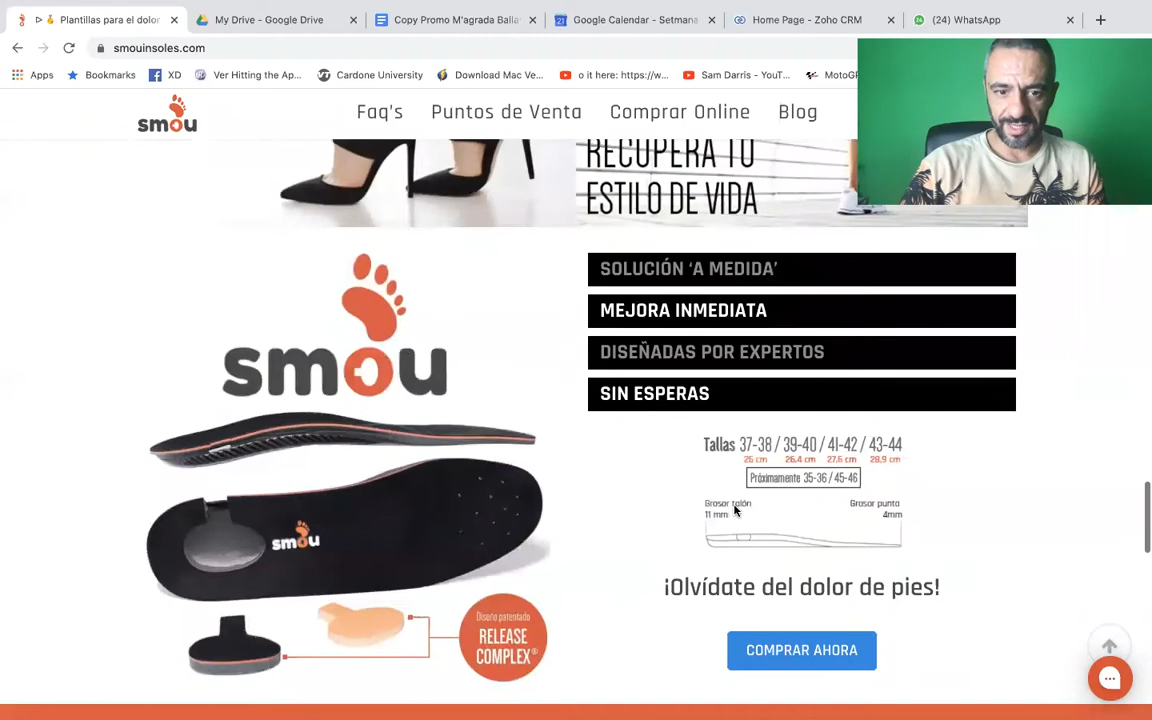 Plantillas para el dolor
My Drive - Google Drive
Copy Promo M'agrada Balla
Google Calendar - Setmana
Home Page - Zoho CRM
(24) WhatsApp
smouinsoles.com
Apps
Bookmarks
XD
Ver Hitting the Ap...
Cardone University
Download Mac Ve...
o it here: https://w...
Sam Darris - YouT...
MotoGP
smou
Faq's
Puntos de Venta
Comprar Online
Blog
RECUPERA TU
ESTILO DE VIDA
smou
SOLUCIÓN 'A MEDIDA'
MEJORA INMEDIATA
DISEÑADAS POR EXPERTOS
SIN ESPERAS
Tallas 37-38 / 39-40 / 41-42 / 43-44
26,4 cm 27,6 cm 28,9 cm
Próximamente 35-36 / 45-46
Grosor talón
11 mm
Grosor punta
4mm
smou
Diseño patentado
RELEASE
COMPLEX®
¡Olvídate del dolor de pies!
COMPRAR AHORA